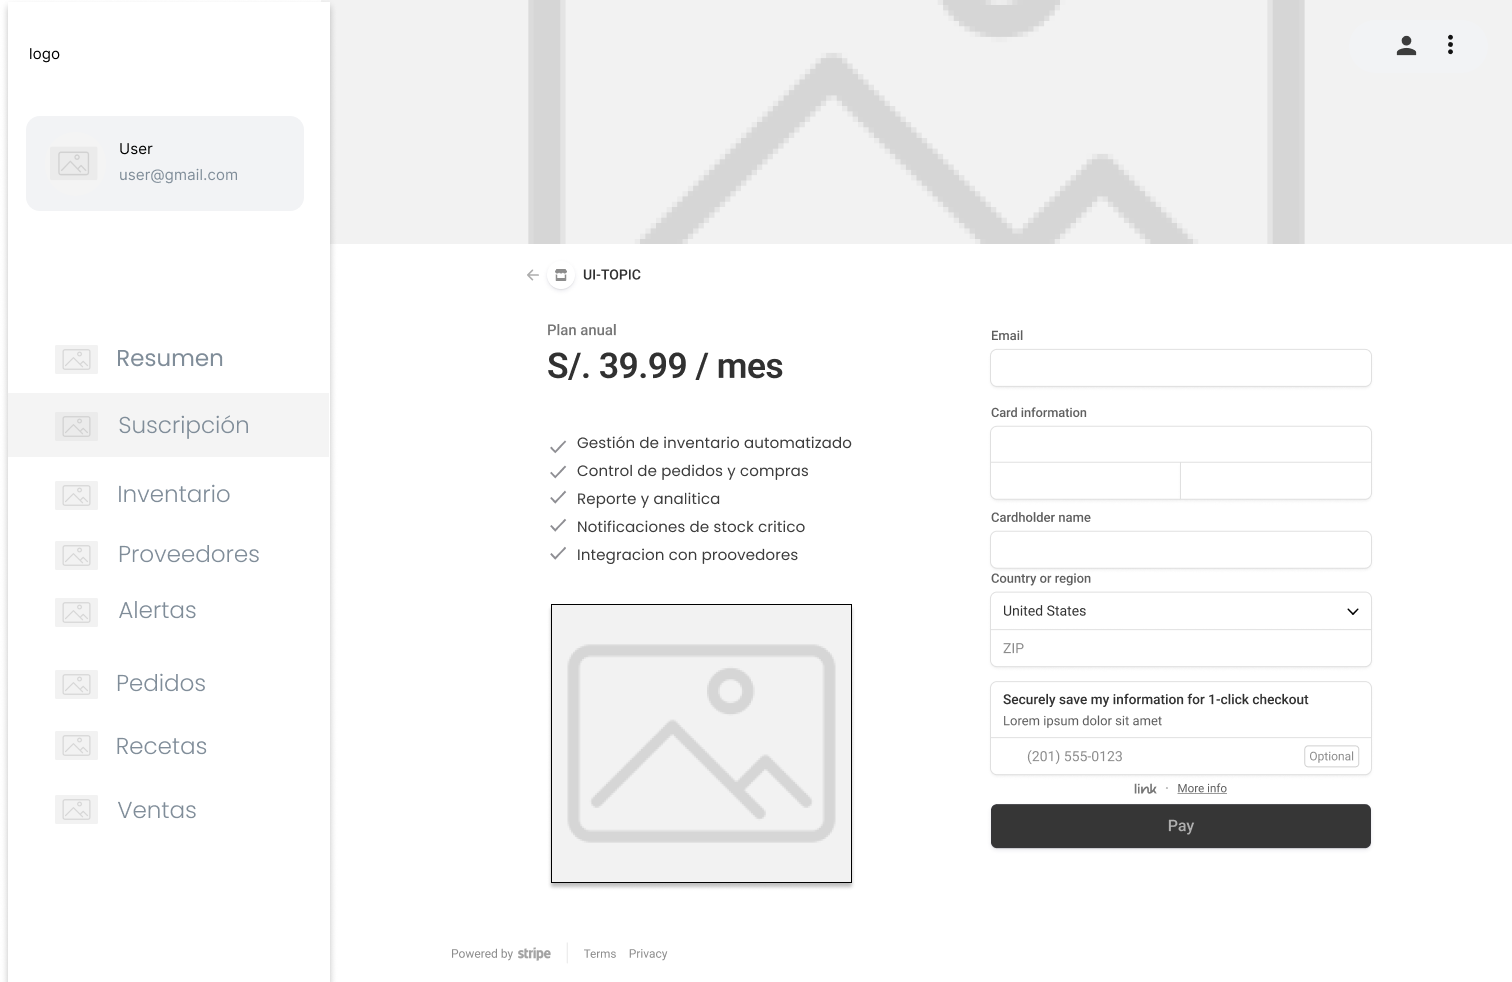 logo
User
user@gmail.com
Resumen
Suscripción
Inventario
Proveedores
Alertas
Pedidos
Recetas
Ventas
UI-TOPIC
Plan anual
S/. 39.99 / mes
Gestión de inventario automatizado
Control de pedidos y compras
Reporte y analitica
Notificaciones de stock critico
Integracion con proovedores
Email
Card information
Cardholder name
Country or region
United States
ZIP
Securely save my information for 1-click checkout
Lorem ipsum dolor sit amet
(201) 555-0123 Optional
link · More info
Pay
Powered by stripe Terms Privacy